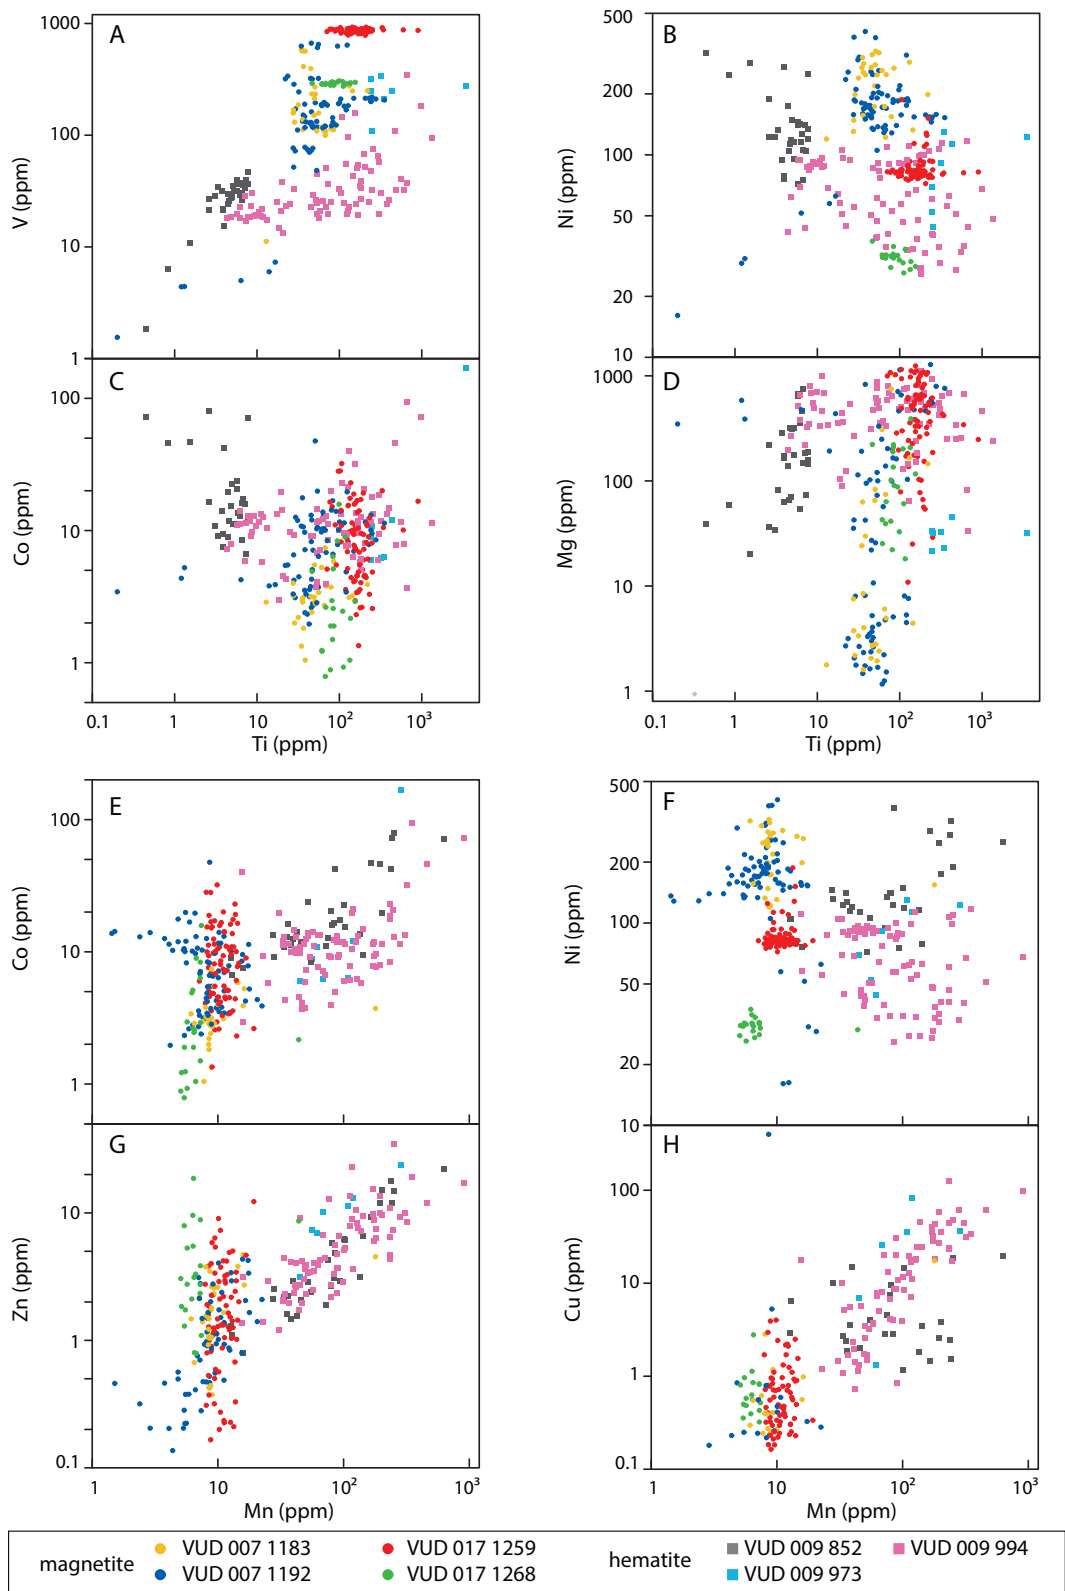 A
1000
100
10
1
V (ppm)
B
500
200
100
50
20
10
Ni (ppm)
C
100
10
1
Co (ppm)
0.1 1 10 10² 10³
Ti (ppm)
D
1000
100
10
1
Mg (ppm)
0.1 1 10 10² 10³
Ti (ppm)
E
100
10
1
Co (ppm)
F
500
200
100
50
20
10
Ni (ppm)
G
10
1
0.1
Zn (ppm)
1 10 10² 10³
Mn (ppm)
H
100
10
1
0.1
Cu (ppm)
1 10 10² 10³
Mn (ppm)
magnetite
VUD 007 1183
VUD 007 1192
VUD 017 1259
VUD 017 1268
hematite
VUD 009 852
VUD 009 973
VUD 009 994